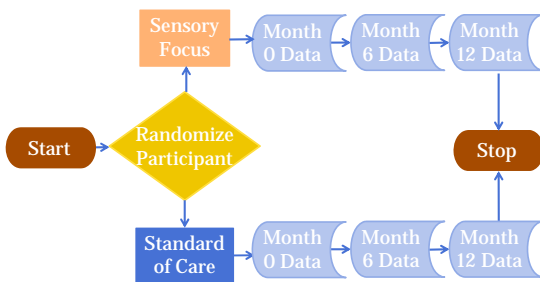 Sensory
Focus
Month
0 Data
Month
6 Data
Month
12 Data
Start
Randomize
Participant
Stop
Standard
of Care
Month
0 Data
Month
6 Data
Month
12 Data